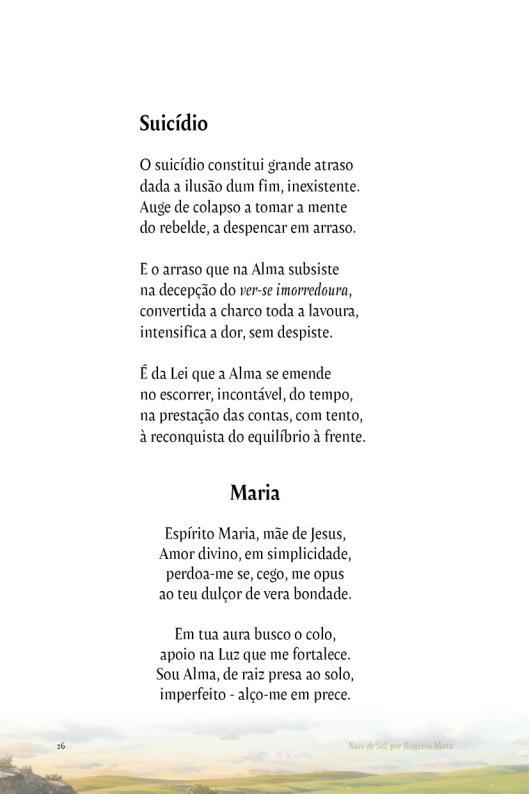 Suicídio
O suicídio constitui grande atraso
dada a ilusão dum fim, inexistente.
Auge de colapso a tomar a mente
do rebelde, a despencar em arraso.
E o arraso que na Alma subsiste
na decepção do ver-se imorredoura,
convertida a charco toda a lavoura,
intensifica a dor, sem despiste.
É da Lei que a Alma se emende
no escorrer, incontável, do tempo,
na prestação das contas, com tento,
à reconquista do equilíbrio à frente.
Maria
Espírito Maria, mãe de Jesus,
Amor divino, em simplicidade,
perdoa-me se, cego, me opus
ao teu dulçor de vera bondade.
Em tua aura busco o colo,
apoio na Luz que me fortalece.
Sou Alma, de raiz presa ao solo,
imperfeito - alço-me em prece.
26 Naco de Sol, por Rogério Mota